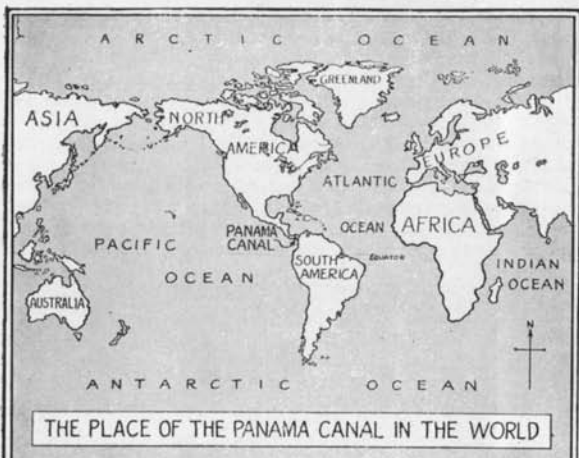 ARCTIC OCEAN
GREENLAND
ASIA
NORTH
AMERICA
EUROPE
ATLANTIC
OCEAN
AFRICA
PANAMA
CANAL
PACIFIC
OCEAN
SOUTH
AMERICA
EQUATOR
INDIAN
OCEAN
AUSTRALIA
N
ANTARCTIC OCEAN
THE PLACE OF THE PANAMA CANAL IN THE WORLD